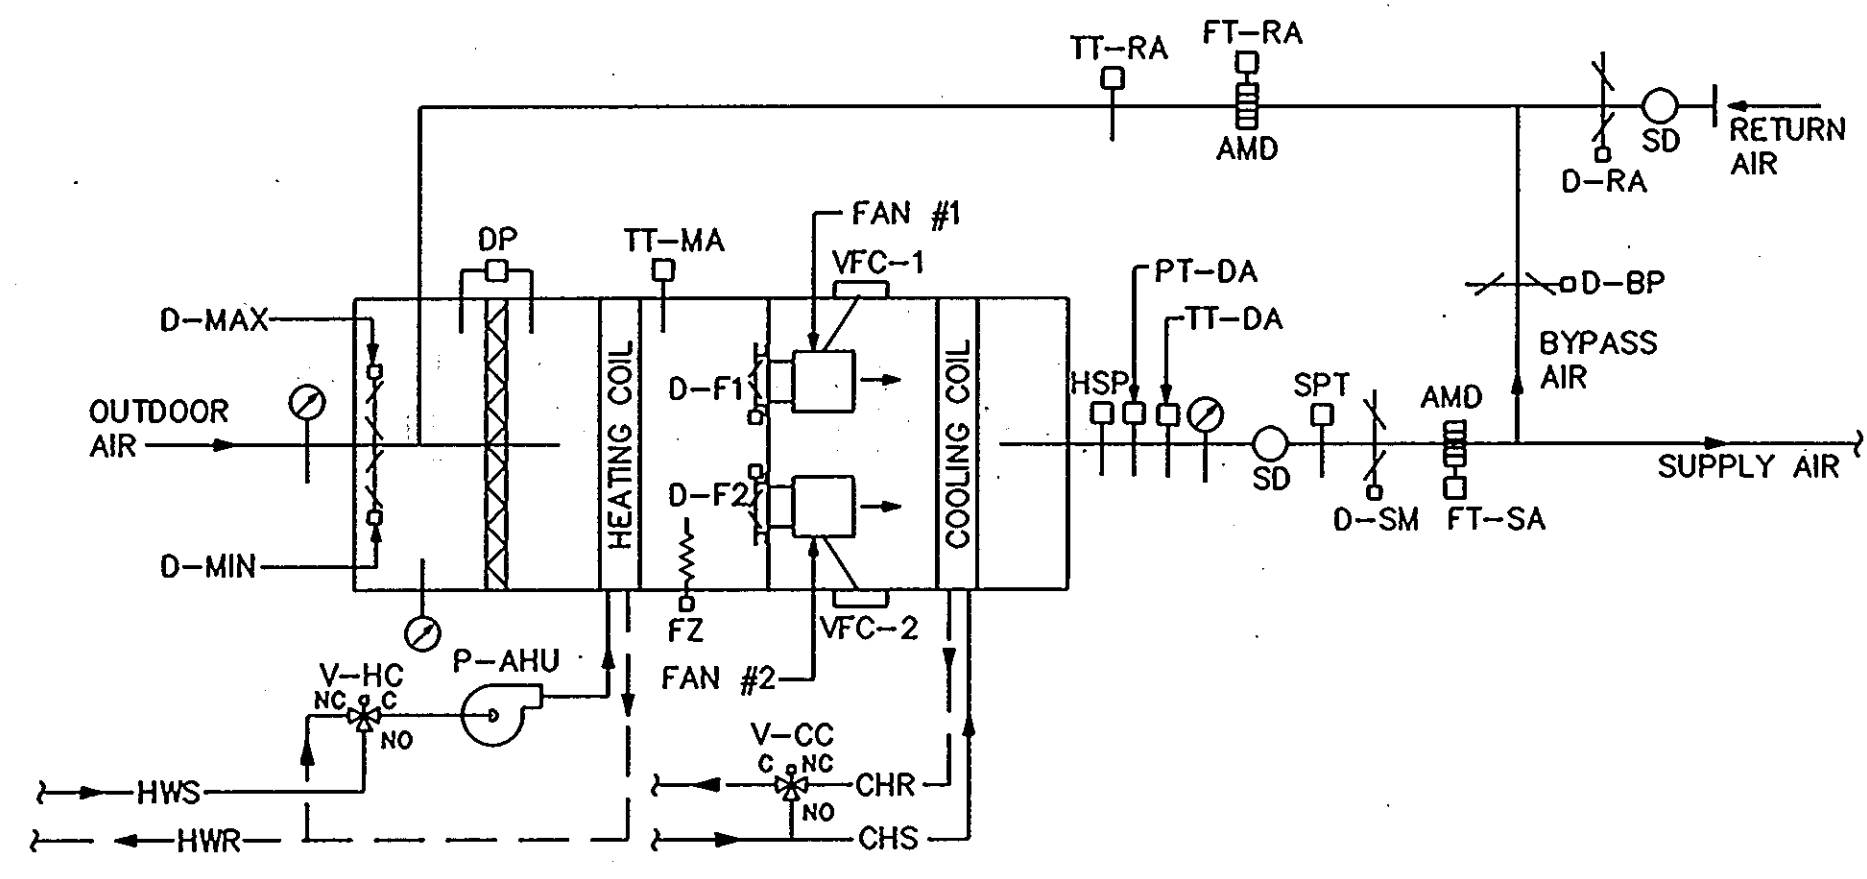 FT-RA
TT-RA
AMD
SD
RETURN
AIR
D-RA
FAN #1
DP
TT-MA
VFC-1
PT-DA
D-BP
D-MAX
TT-DA
BYPASS
AIR
HEATING COIL
COOLING COIL
D-F1
HSP
SPT
AMD
OUTDOOR
AIR
SUPPLY AIR
SD
D-F2
D-SM
FT-SA
D-MIN
FZ
VFC-2
P-AHU
FAN #2
V-HC
NC
C
NO
V-CC
C
NC
HWS
CHR
NO
HWR
CHS